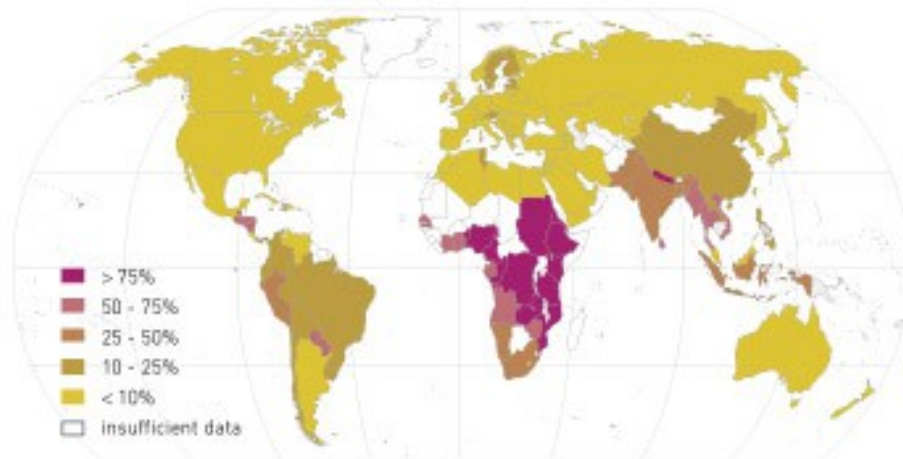 > 75%
50 - 75%
25 - 50%
10 - 25%
< 10%
insufficient data